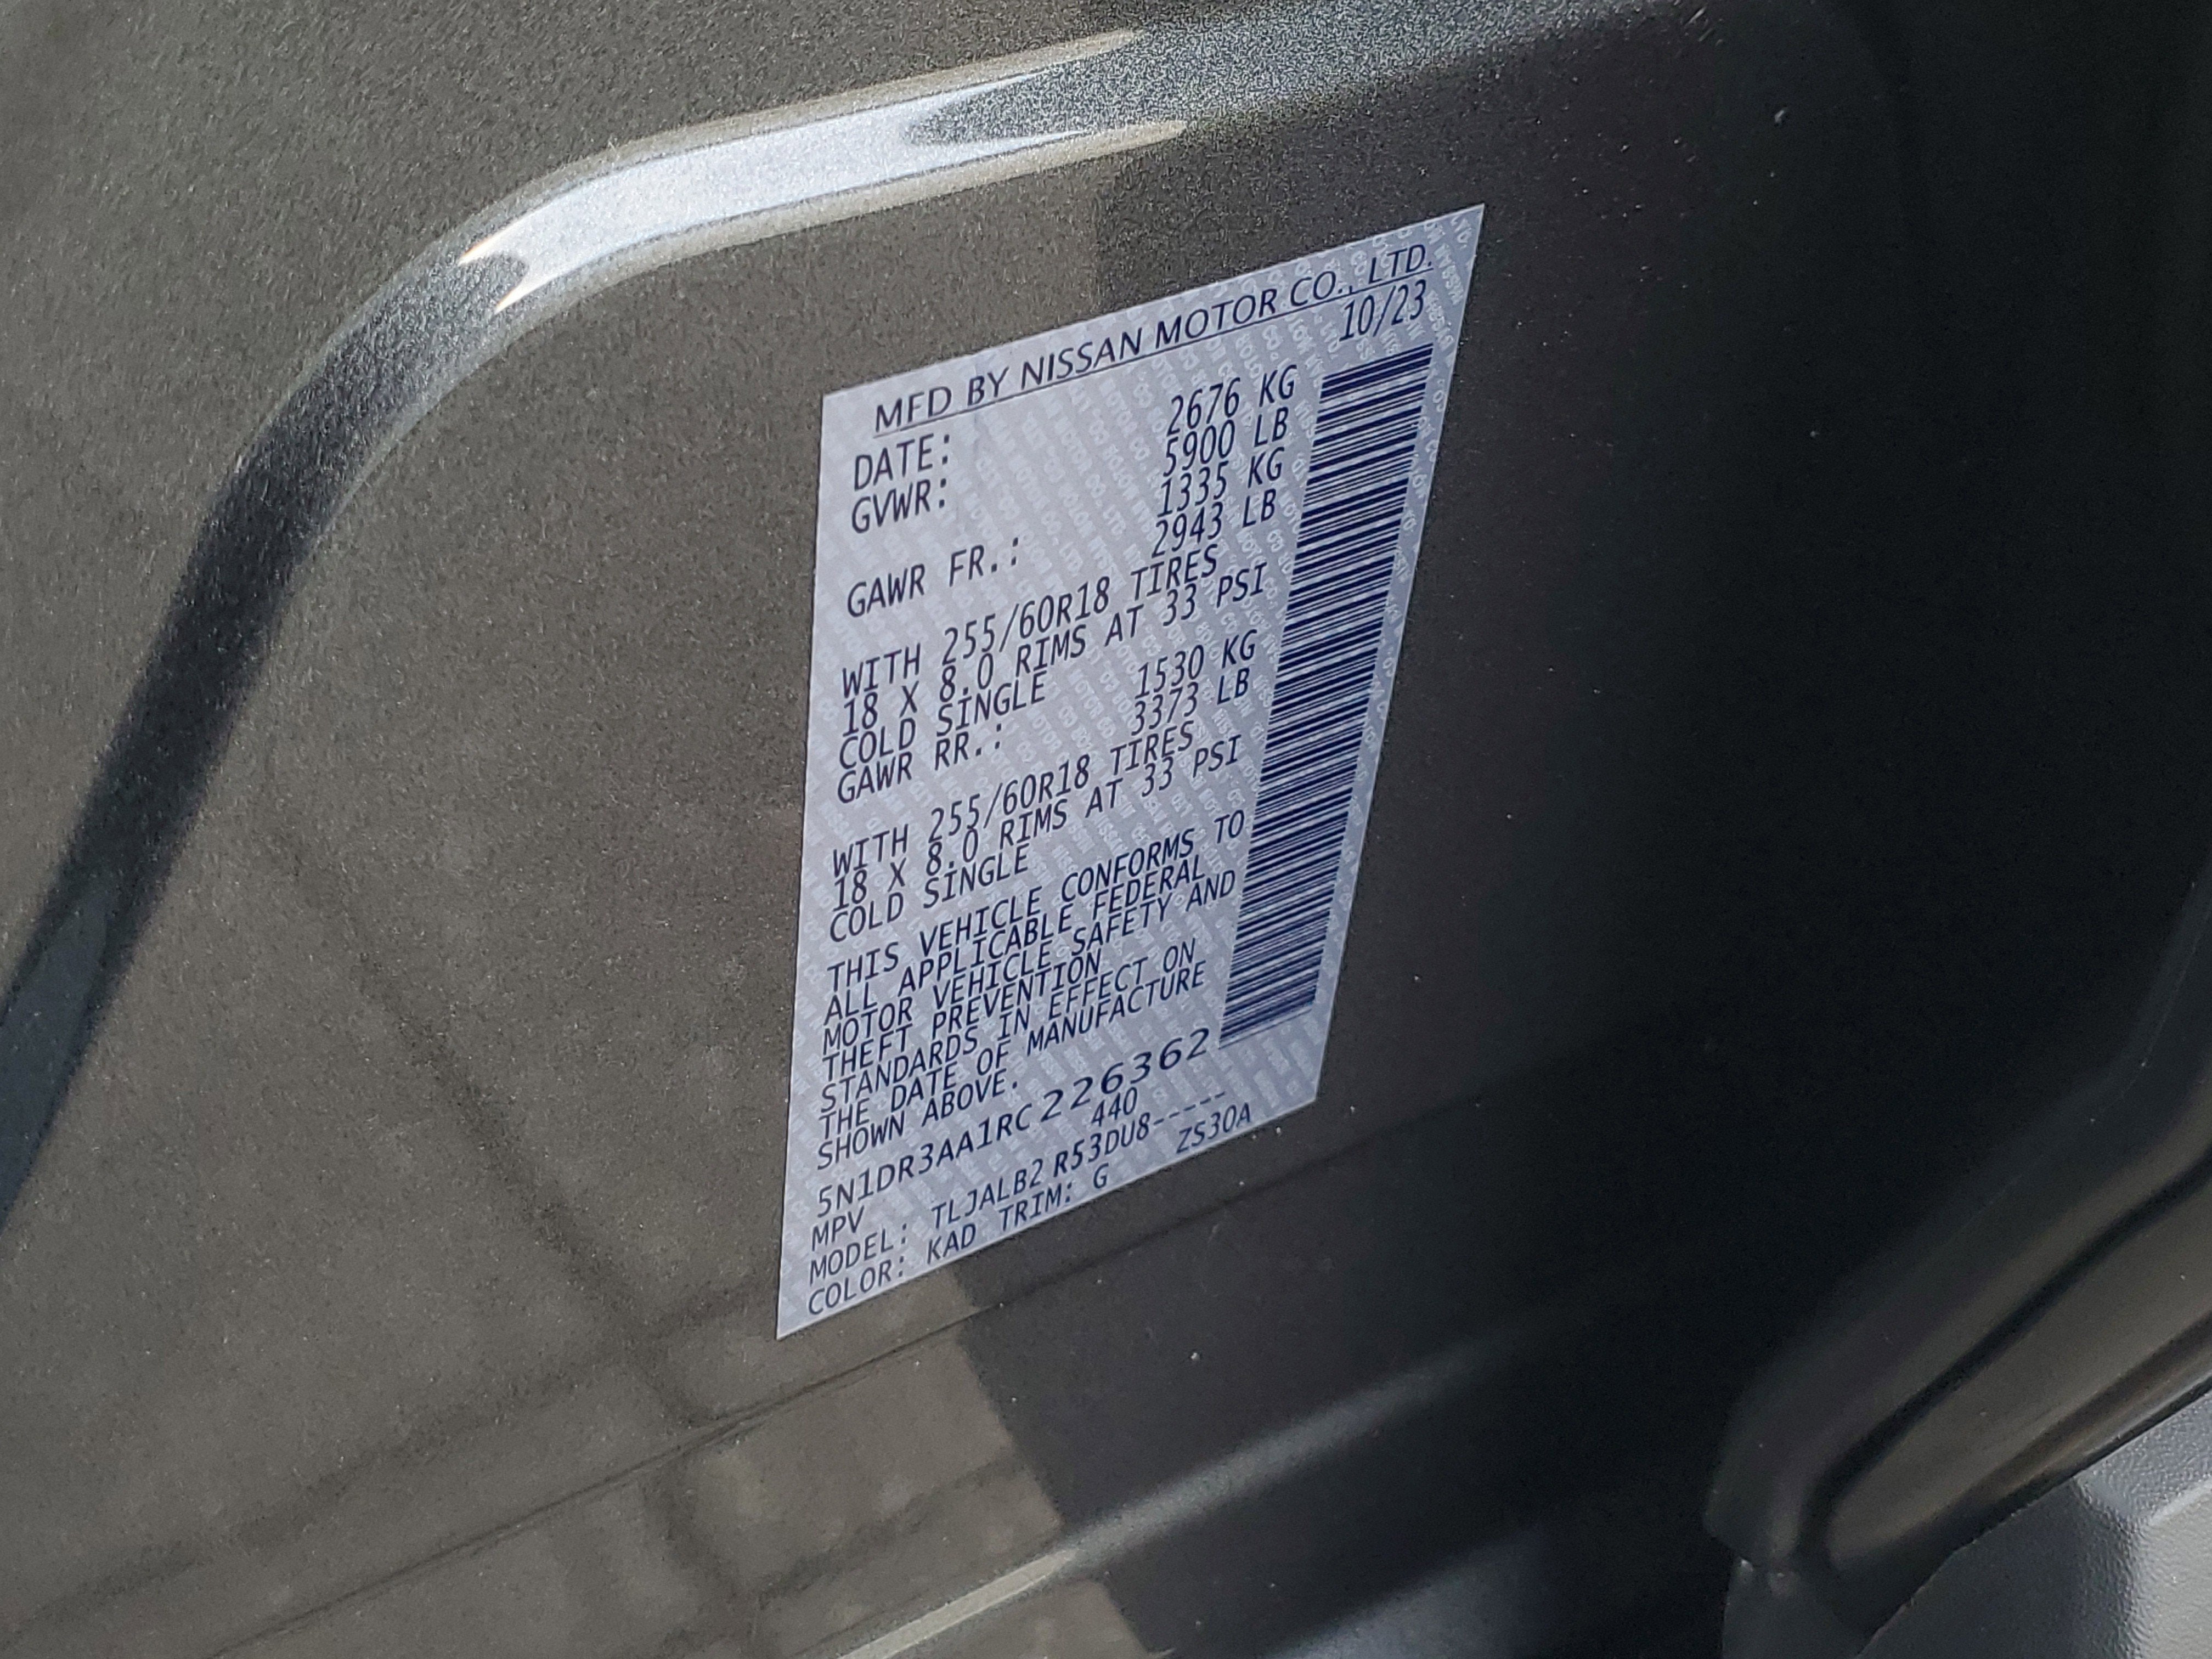 MFD BY NISSAN MOTOR CO., LTD.
DATE: 10/23
GVWR: 2676 KG
5900 LB
GAWR FR.: 1335 KG
2943 LB
WITH 255/60R18 TIRES
18 X 8.0 RIMS AT 33 PSI
COLD SINGLE
GAWR RR.: 1530 KG
3373 LB
WITH 255/60R18 TIRES
18 X 8.0 RIMS AT 33 PSI
COLD SINGLE
THIS VEHICLE CONFORMS TO
ALL APPLICABLE FEDERAL
MOTOR VEHICLE SAFETY AND
THEFT PREVENTION
STANDARDS IN EFFECT ON
THE DATE OF MANUFACTURE
SHOWN ABOVE.
5N1DR3AA1RC226362
MPV 440
MODEL: TLJALB2 R53DU8-----
COLOR: KAD TRIM: G ZS30A